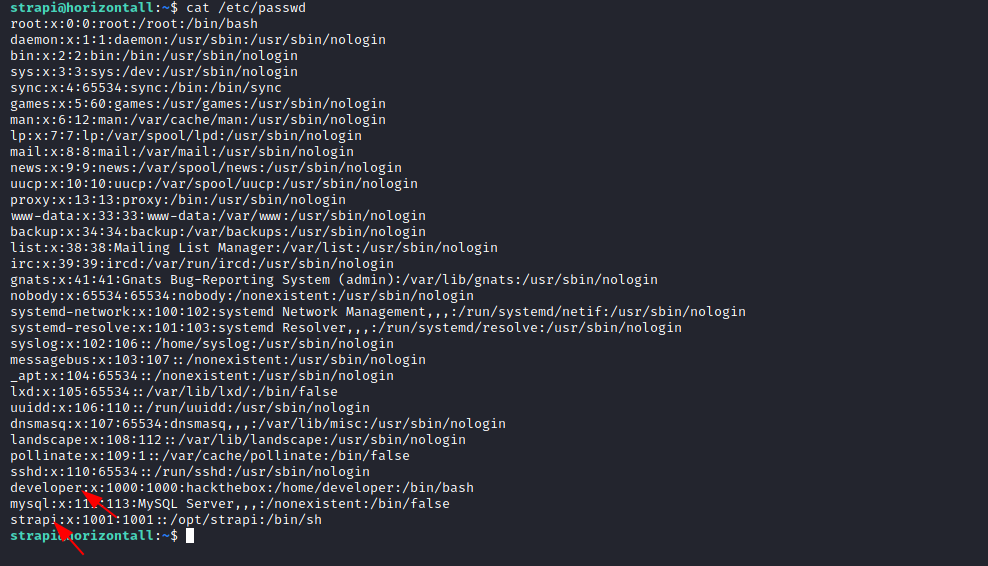 strapi@horizontall:~$ cat /etc/passwd
root:x:0:0:root:/root:/bin/bash
daemon:x:1:1:daemon:/usr/sbin:/usr/sbin/nologin
bin:x:2:2:bin:/bin:/usr/sbin/nologin
sys:x:3:3:sys:/dev:/usr/sbin/nologin
sync:x:4:65534:sync:/bin:/bin/sync
games:x:5:60:games:/usr/games:/usr/sbin/nologin
man:x:6:12:man:/var/cache/man:/usr/sbin/nologin
lp:x:7:7:lp:/var/spool/lpd:/usr/sbin/nologin
mail:x:8:8:mail:/var/mail:/usr/sbin/nologin
news:x:9:9:news:/var/spool/news:/usr/sbin/nologin
uucp:x:10:10:uucp:/var/spool/uucp:/usr/sbin/nologin
proxy:x:13:13:proxy:/bin:/usr/sbin/nologin
www-data:x:33:33:www-data:/var/www:/usr/sbin/nologin
backup:x:34:34:backup:/var/backups:/usr/sbin/nologin
list:x:38:38:Mailing List Manager:/var/list:/usr/sbin/nologin
irc:x:39:39:ircd:/var/run/ircd:/usr/sbin/nologin
gnats:x:41:41:Gnats Bug-Reporting System (admin):/var/lib/gnats:/usr/sbin/nologin
nobody:x:65534:65534:nobody:/nonexistent:/usr/sbin/nologin
systemd-network:x:100:102:systemd Network Management,,,:/run/systemd/netif:/usr/sbin/nologin
systemd-resolve:x:101:103:systemd Resolver,,,:/run/systemd/resolve:/usr/sbin/nologin
syslog:x:102:106::/home/syslog:/usr/sbin/nologin
messagebus:x:103:107::/nonexistent:/usr/sbin/nologin
_apt:x:104:65534::/nonexistent:/usr/sbin/nologin
lxd:x:105:65534::/var/lib/lxd/:/bin/false
uuidd:x:106:110::/run/uuidd:/usr/sbin/nologin
dnsmasq:x:107:65534:dnsmasq,,,:/var/lib/misc:/usr/sbin/nologin
landscape:x:108:112::/var/lib/landscape:/usr/sbin/nologin
pollinate:x:109:1::/var/cache/pollinate:/bin/false
sshd:x:110:65534::/run/sshd:/usr/sbin/nologin
developer:x:1000:1000:hackthebox:/home/developer:/bin/bash
mysql:x:111:113:MySQL Server,,,:/nonexistent:/bin/false
strapi:x:1001:1001::/opt/strapi:/bin/sh
strapi@horizontall:~$